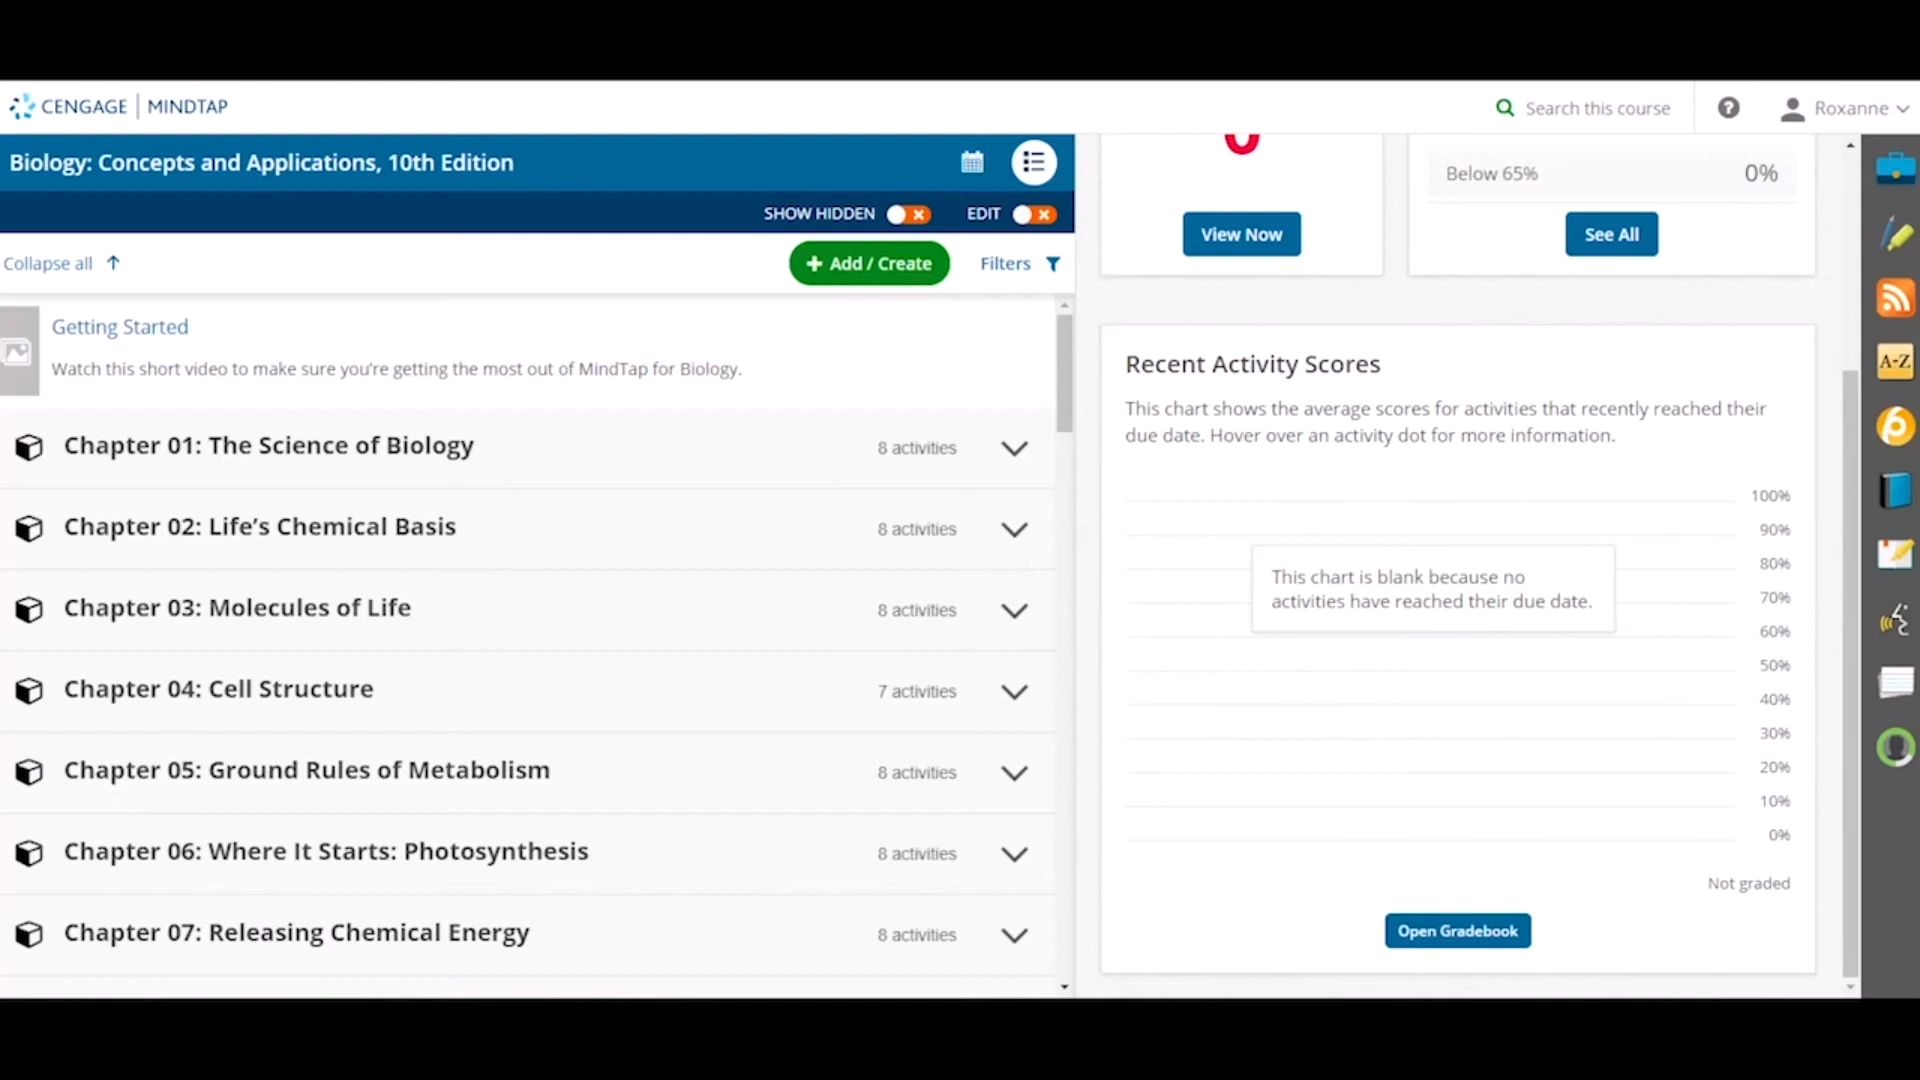 CENGAGE | MINDTAP
Search this course
Roxanne
Biology: Concepts and Applications, 10th Edition
SHOW HIDDEN
EDIT
Collapse all
+ Add / Create
Filters
Getting Started
Watch this short video to make sure you're getting the most out of MindTap for Biology.
Chapter 01: The Science of Biology
8 activities
Chapter 02: Life's Chemical Basis
8 activities
Chapter 03: Molecules of Life
8 activities
Chapter 04: Cell Structure
7 activities
Chapter 05: Ground Rules of Metabolism
8 activities
Chapter 06: Where It Starts: Photosynthesis
8 activities
Chapter 07: Releasing Chemical Energy
8 activities
View Now
Below 65%
0%
See All
Recent Activity Scores
This chart shows the average scores for activities that recently reached their
due date. Hover over an activity dot for more information.
100%
90%
80%
70%
60%
50%
40%
30%
20%
10%
0%
This chart is blank because no
activities have reached their due date.
Not graded
Open Gradebook
A-Z